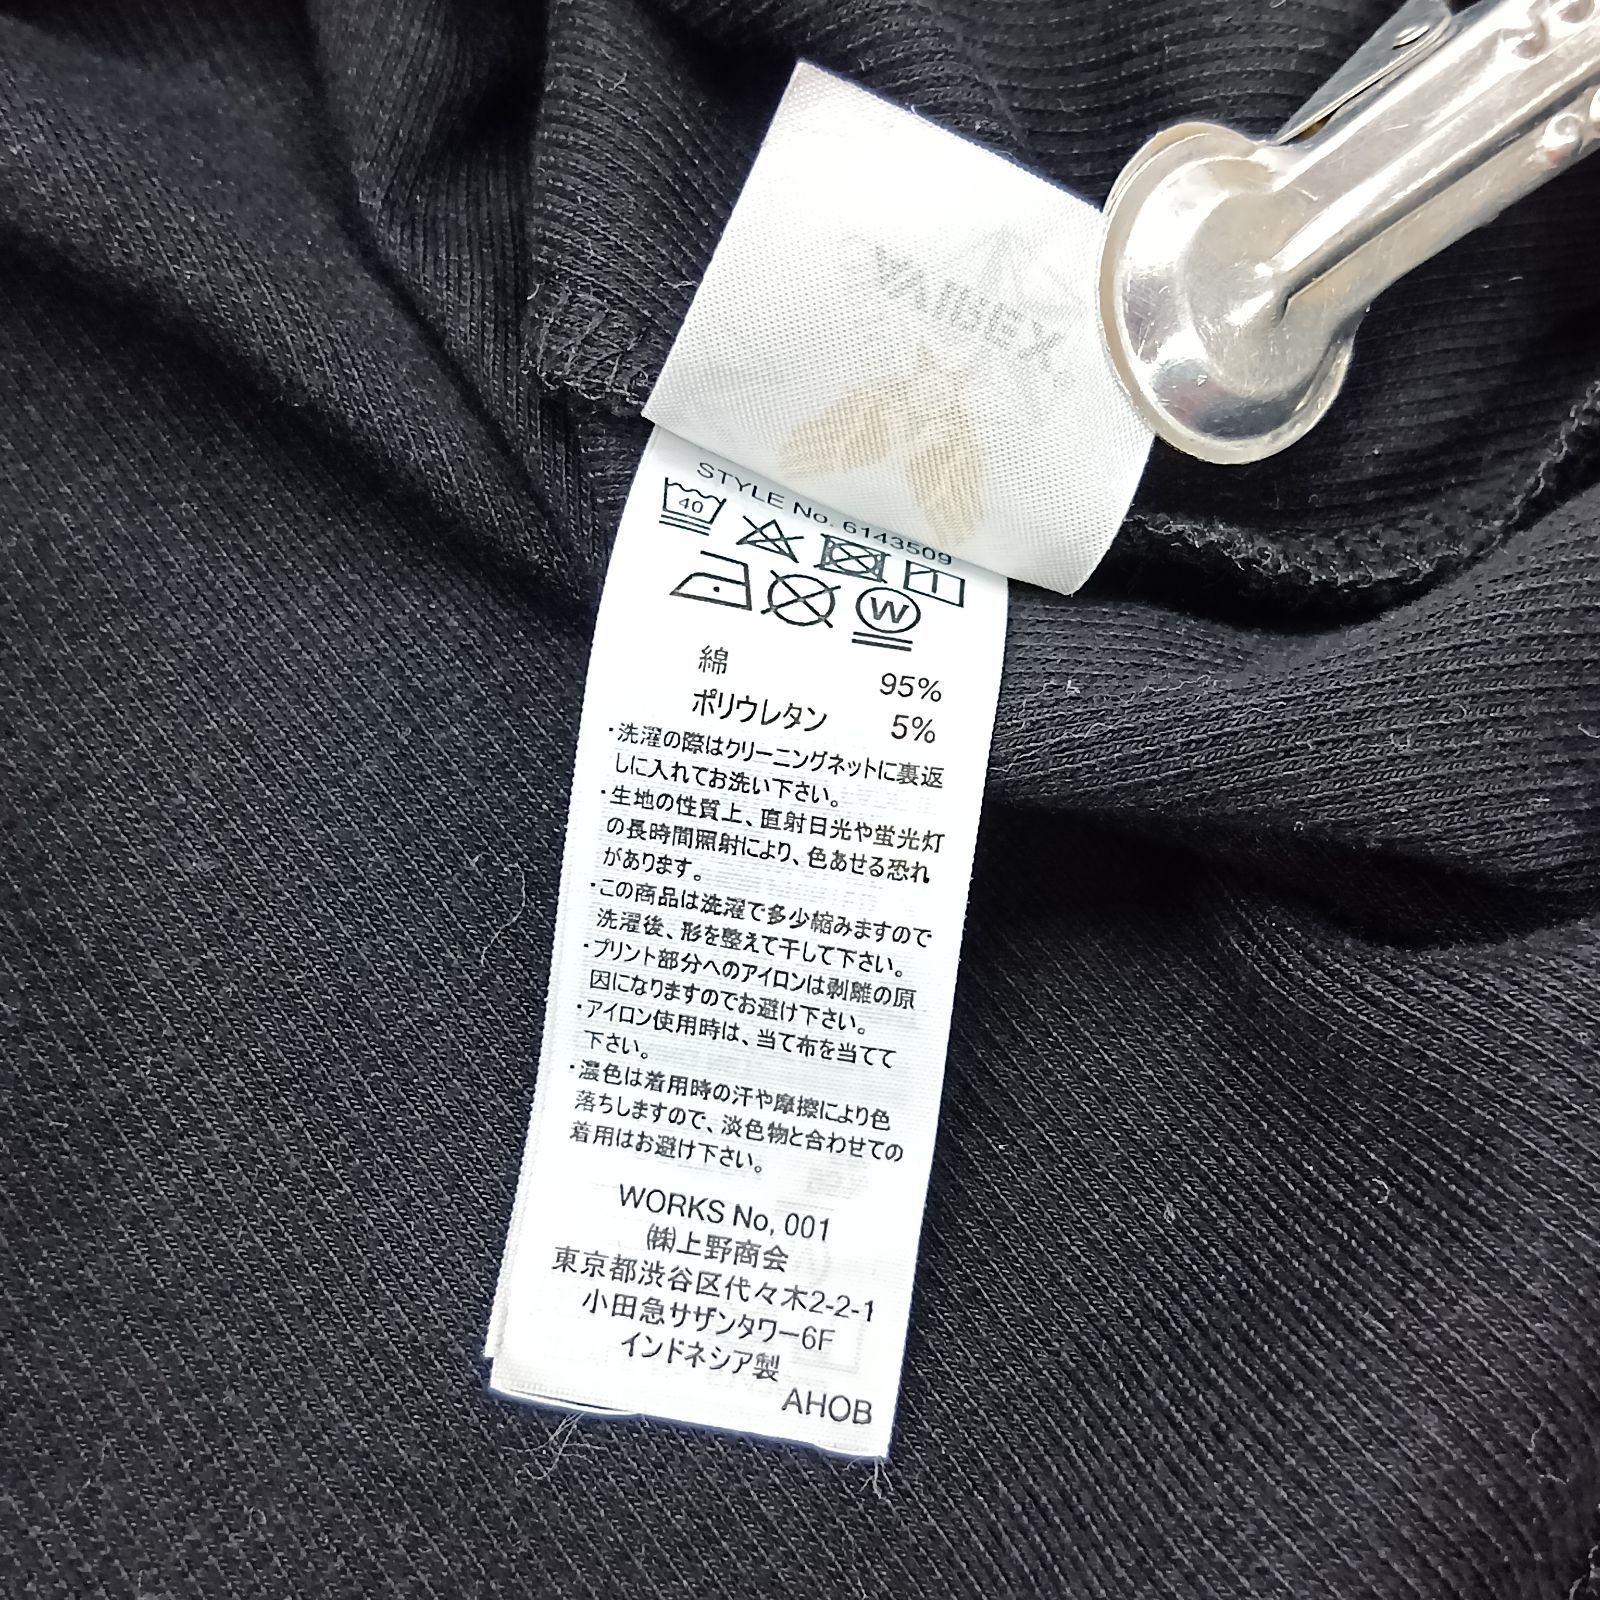 AVIREX
STYLE No. 6143509
40
W
綿 95%
ポリウレタン 5%
・洗濯の際はクリーニングネットに裏返
しに入れてお洗い下さい。
・生地の性質上、直射日光や蛍光灯
の長時間照射により、色あせる恐れ
があります。
・この商品は洗濯で多少縮みますので
洗濯後、形を整えて干して下さい。
・プリント部分へのアイロンは剥離の原
因になりますのでお避け下さい。
・アイロン使用時は、当て布を当てて
下さい。
・濃色は着用時の汗や摩擦により色
落ちしますので、淡色物と合わせての
着用はお避け下さい。
WORKS No, 001
㈱上野商会
東京都渋谷区代々木2-2-1
小田急サザンタワー6F
インドネシア製
AHOB